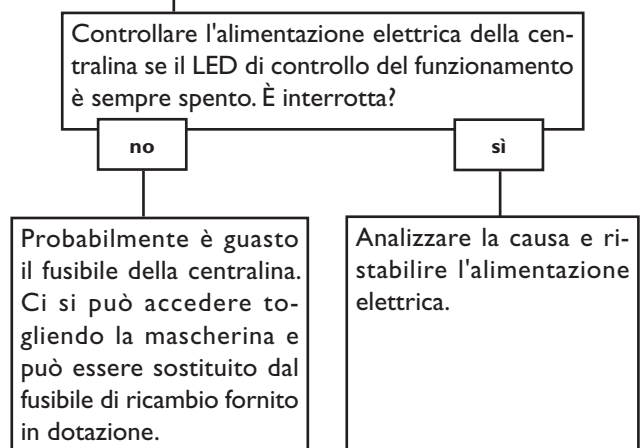 Controllare l'alimentazione elettrica della cen-
tralina se il LED di controllo del funzionamento
è sempre spento. È interrotta?
no
sì
Probabilmente è guasto
il fusibile della centralina.
Ci si può accedere to-
gliendo la mascherina e
può essere sostituito dal
fusibile di ricambio fornito
in dotazione.
Analizzare la causa e ri-
stabilire l'alimentazione
elettrica.